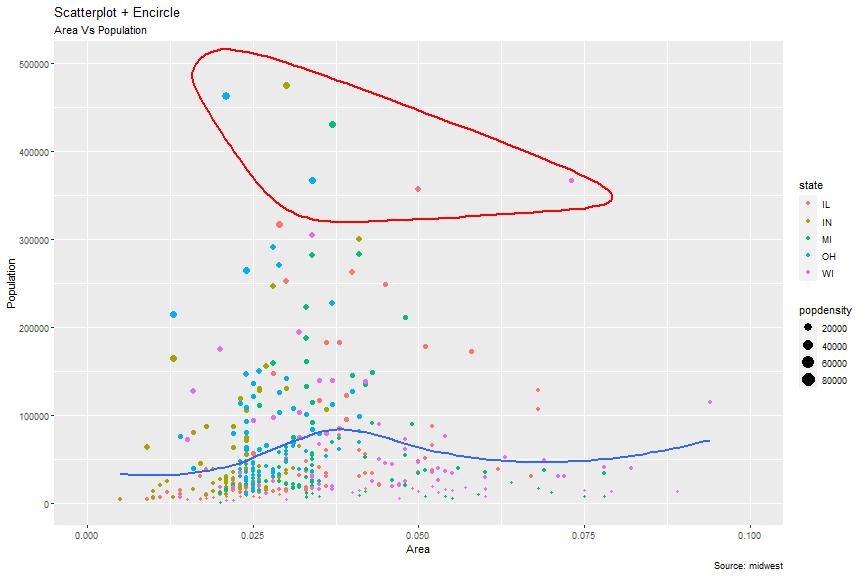 Scatterplot + Encircle
Area Vs Population
500000
400000
300000
200000
100000
0
Population
0.000
0.025
0.050
0.075
0.100
Area
state
IL
IN
MI
OH
WI
popdensity
20000
40000
60000
80000
Source: midwest